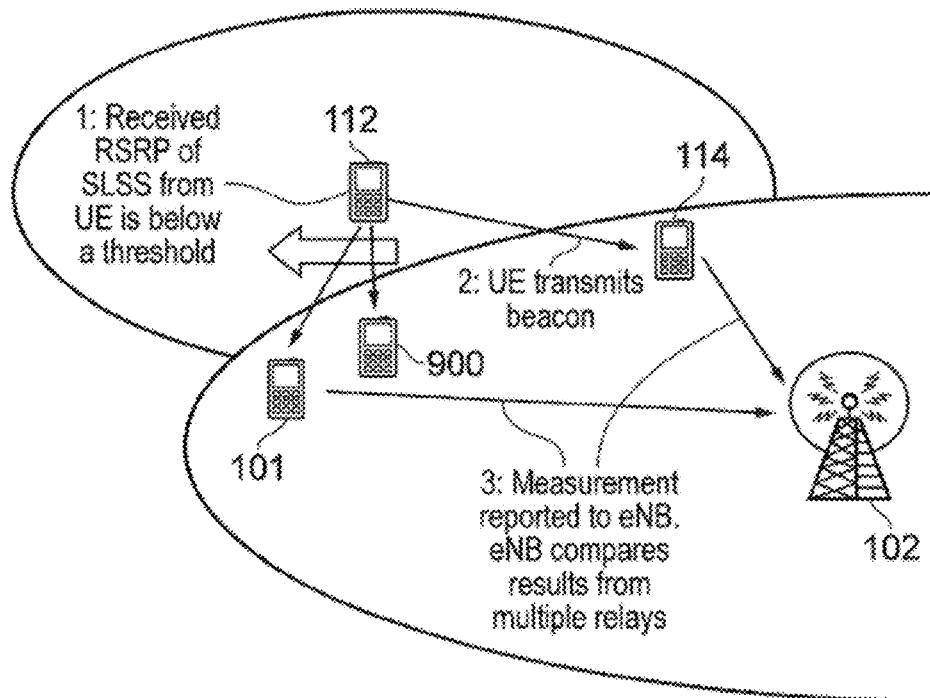 1: Received
RSRP of
SLSS from
UE is below
a threshold
112
114
2: UE transmits
beacon
900
101
3: Measurement
reported to eNB.
eNB compares
results from
multiple relays
102